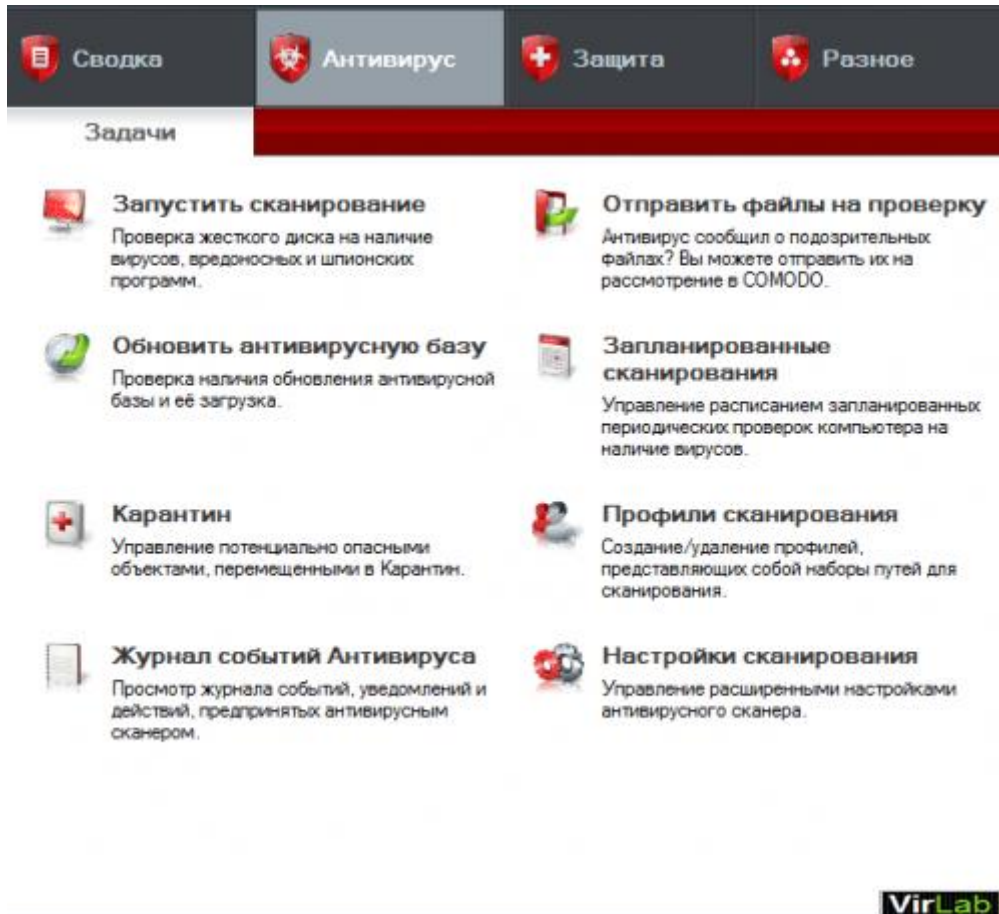 Сводка
Антивирус
Защита
Разное
Задачи
Запустить сканирование
Проверка жесткого диска на наличие
вирусов, вредоносных и шпионских
программ.
Отправить файлы на проверку
Антивирус сообщил о подозрительных
файлах? Вы можете отправить их на
рассмотрение в COMODO.
Обновить антивирусную базу
Проверка наличия обновления антивирусной
базы и её загрузка.
Запланированные
сканирования
Управление расписанием запланированных
периодических проверок компьютера на
наличие вирусов.
Карантин
Управление потенциально опасными
объектами, перемещенными в Карантин.
Профили сканирования
Создание/удаление профилей,
представляющих собой наборы путей для
сканирования.
Журнал событий Антивируса
Просмотр журнала событий, уведомлений и
действий, предпринятых антивирусным
сканером.
Настройки сканирования
Управление расширенными настройками
антивирусного сканера.
VirLab